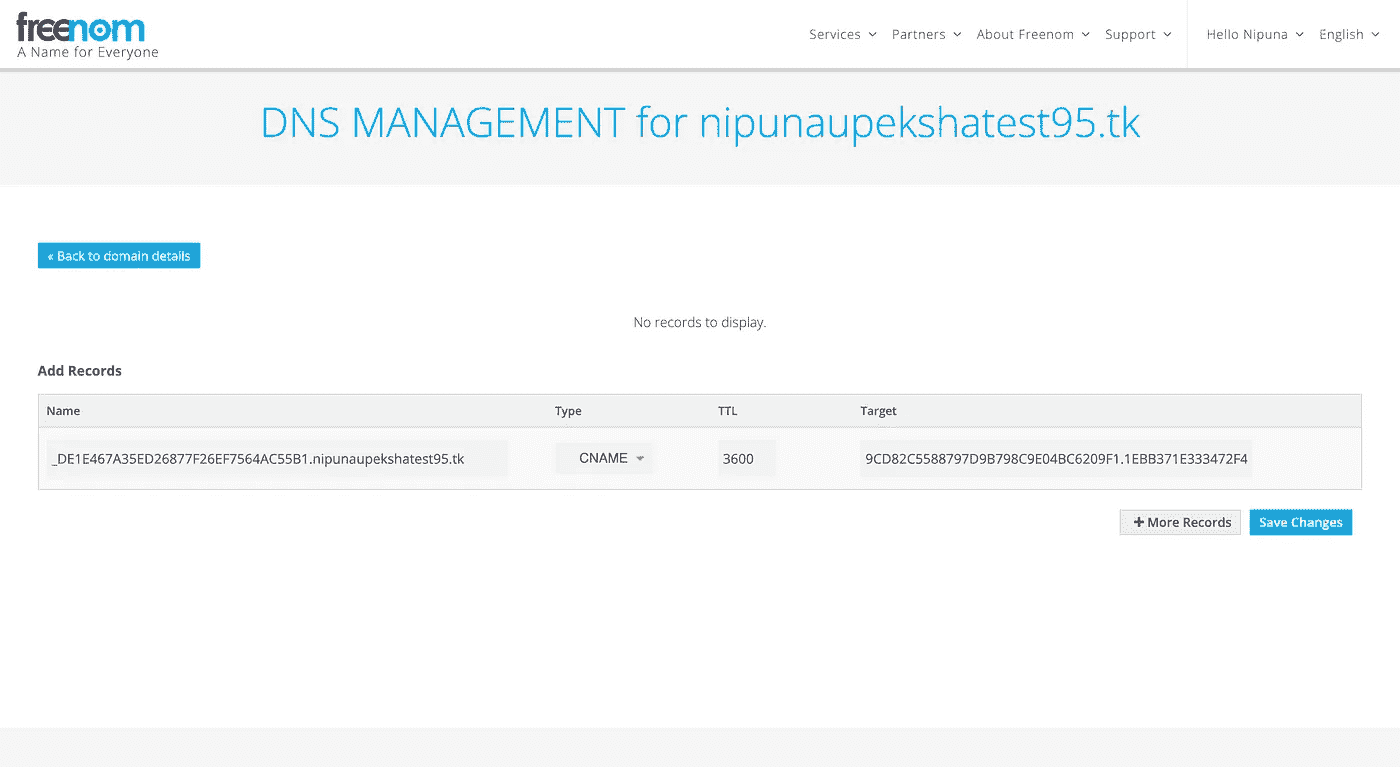 freenom
A Name for Everyone
Services Partners About Freenom Support Hello Nipuna English
DNS MANAGEMENT for nipunaupekshatest95.tk
« Back to domain details
No records to display.
Add Records
Name Type TTL Target
_DE1E467A35ED26877F26EF7564AC55B1.nipunaupekshatest95.tk CNAME 3600 9CD82C5588797D9B798C9E04BC6209F1.1EBB371E333472F4
+ More Records Save Changes